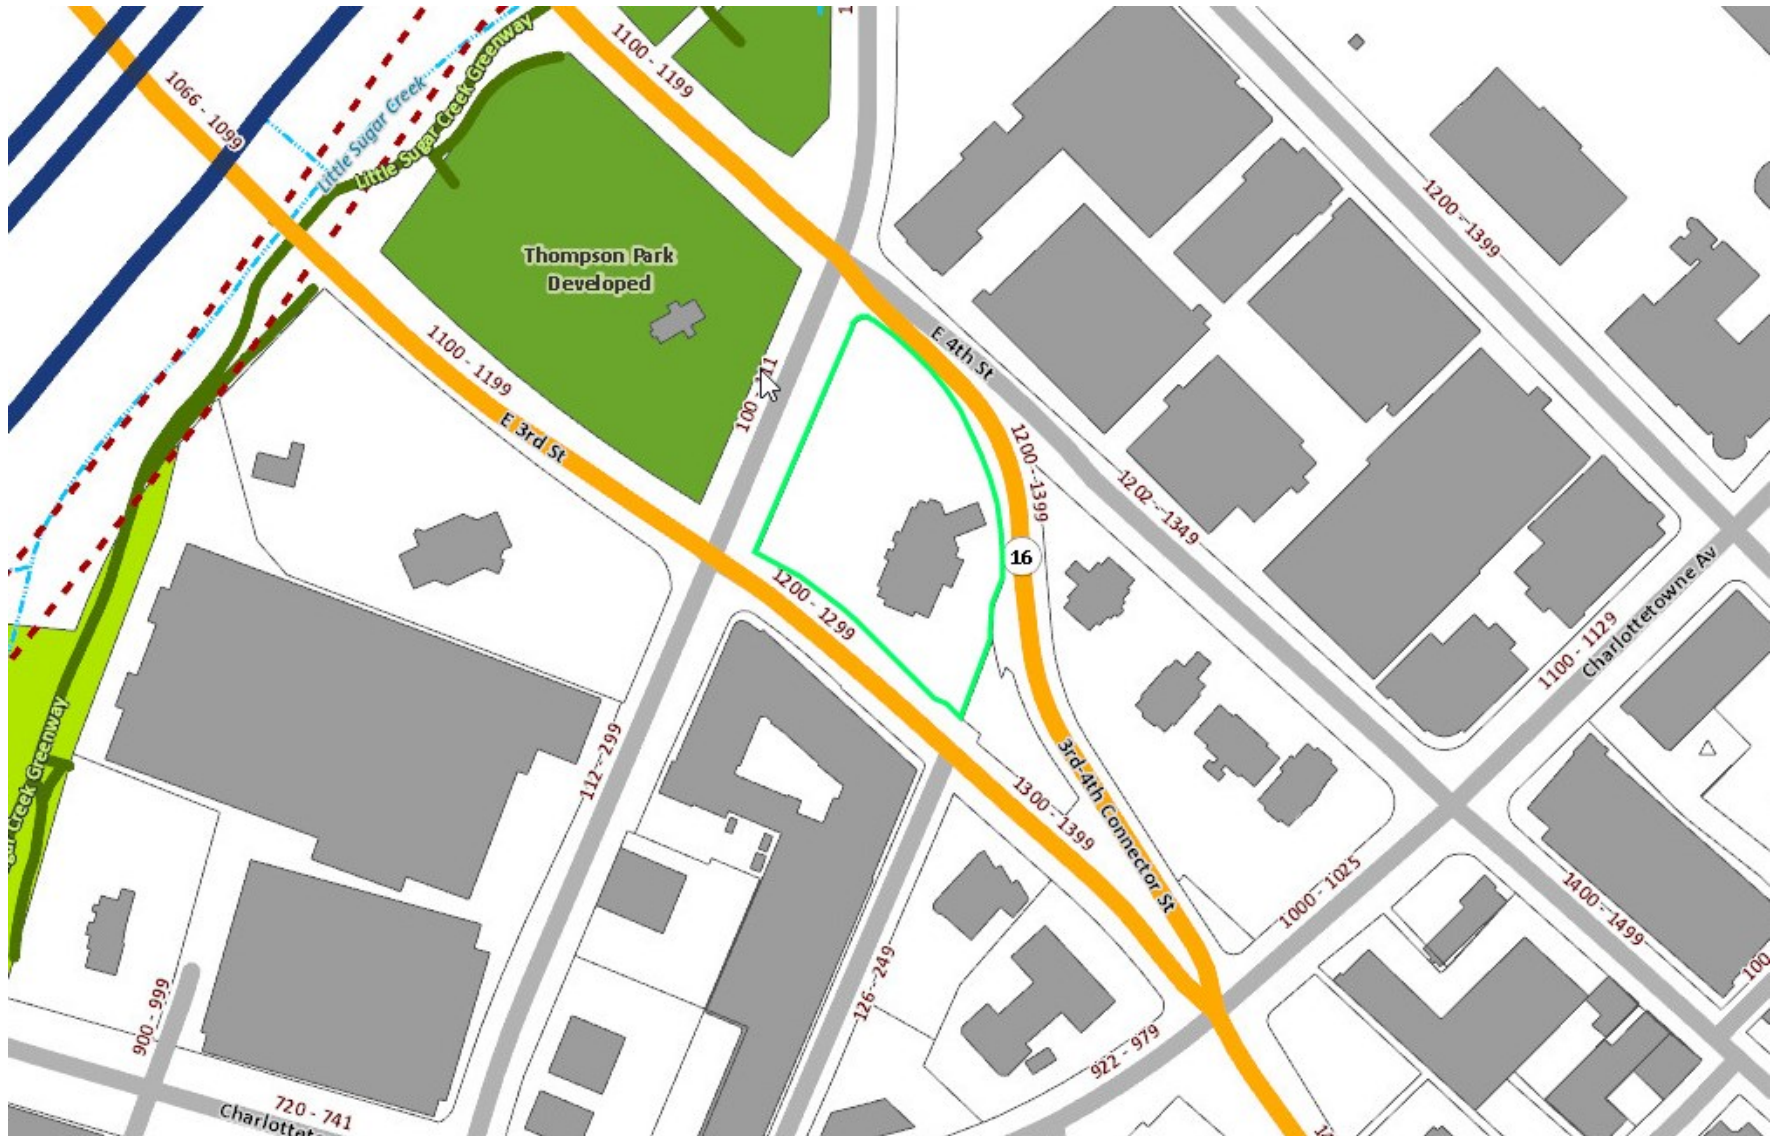 1066 - 1099
Little Sugar Creek
Little Sugar Creek Greenway
1100 - 1199
1200 - 1399
Thompson Park
Developed
1100 - 1199
E 3rd St
E 4th St
1200 - 1399
1202 - 1349
16
1200 - 1299
Charlottetowne Av
1100 - 1129
112 - 299
1300 - 1399
3rd-4th Connector St
1000 - 1025
1400 - 1499
Creek Greenway
900 - 999
126 - 249
922 - 979
720 - 741